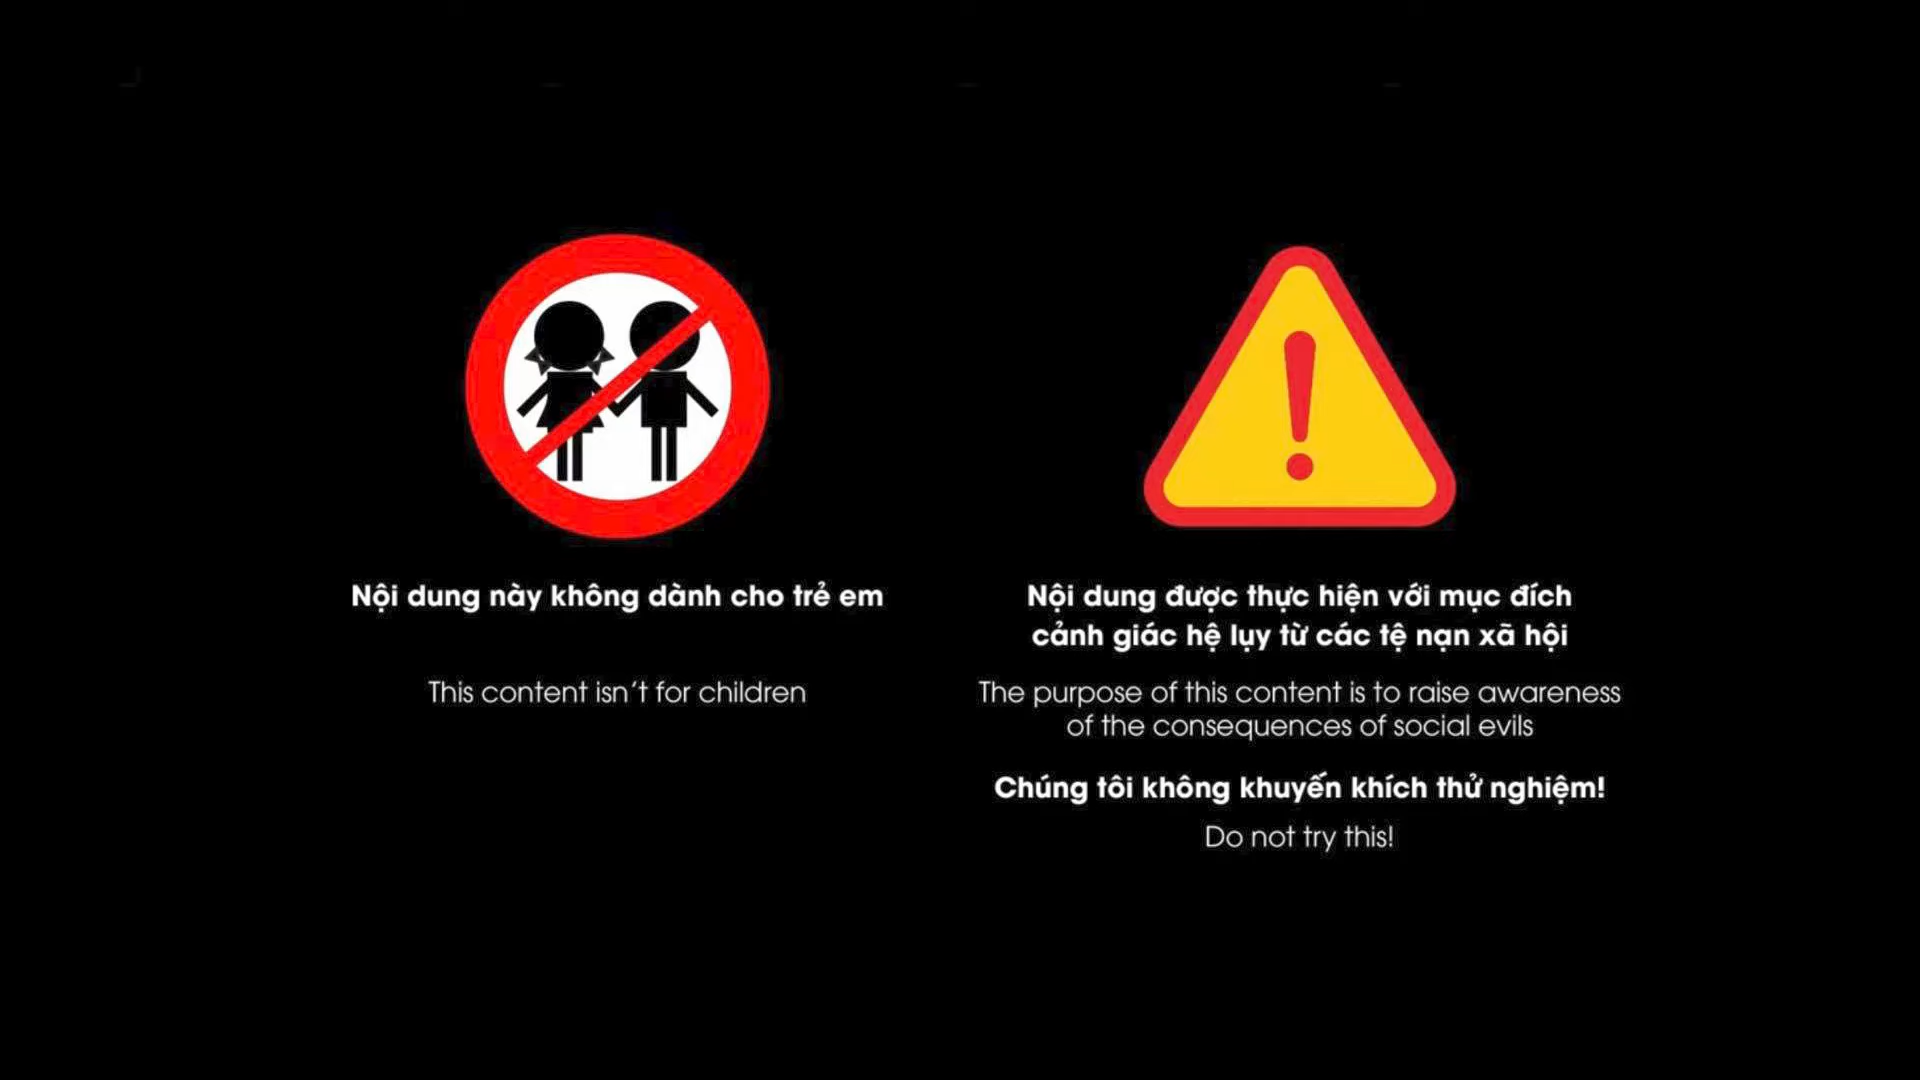 Nội dung này không dành cho trẻ em
This content isn't for children
Nội dung được thực hiện với mục đích
cảnh giác hệ lụy từ các tệ nạn xã hội
The purpose of this content is to raise awareness
of the consequences of social evils
Chúng tôi không khuyến khích thử nghiệm!
Do not try this!